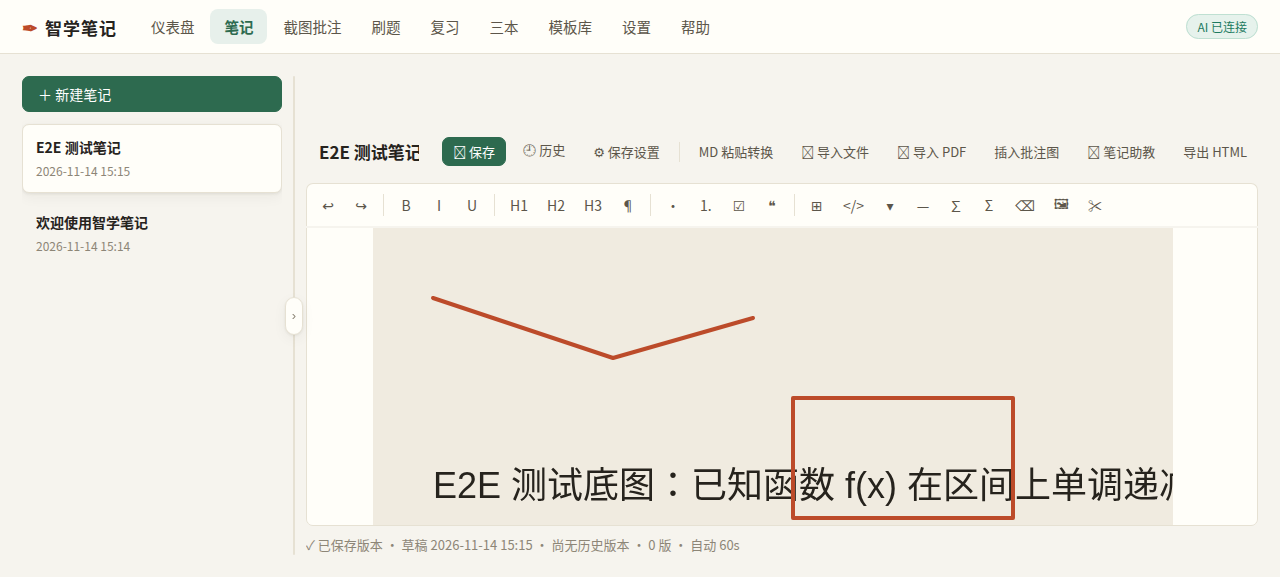 智学笔记 仪表盘 笔记 截图批注 刷题 复习 三本 模板库 设置 帮助 AI 已连接
＋ 新建笔记
E2E 测试笔记
2026-11-14 15:15
欢迎使用智学笔记
2026-11-14 15:14
E2E 测试笔记 保存 历史 保存设置 MD 粘贴转换 导入文件 导入 PDF 插入批注图 笔记助教 导出 HTML
B I U H1 H2 H3 ¶ • 1. ☑ ❝ ⊞ </> ▾ — Σ Σ
E2E 测试底图：已知函数 f(x) 在区间上单调递
✓ 已保存版本 • 草稿 2026-11-14 15:15 • 尚无历史版本 • 0 版 • 自动 60s